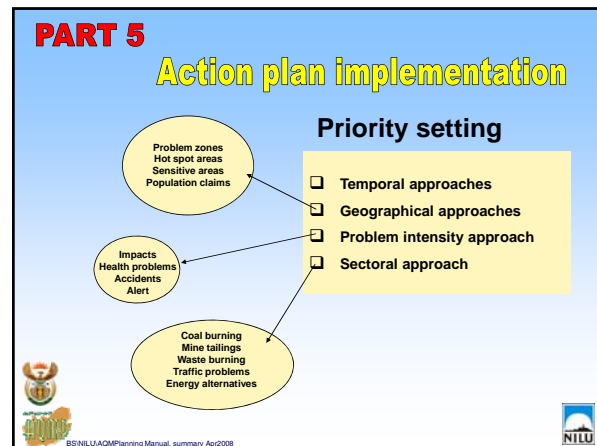 PART 5
Action plan implementation
Priority setting
Problem zones
Hot spot areas
Sensitive areas
Population claims
Temporal approaches
Geographical approaches
Problem intensity approach
Sectoral approach
Impacts
Health problems
Accidents
Alert
Coal burning
Mine tailings
Waste burning
Traffic problems
Energy alternatives
AQMP
BS\NILU\AQMPlanning Manual, summary Apr2008
NILU